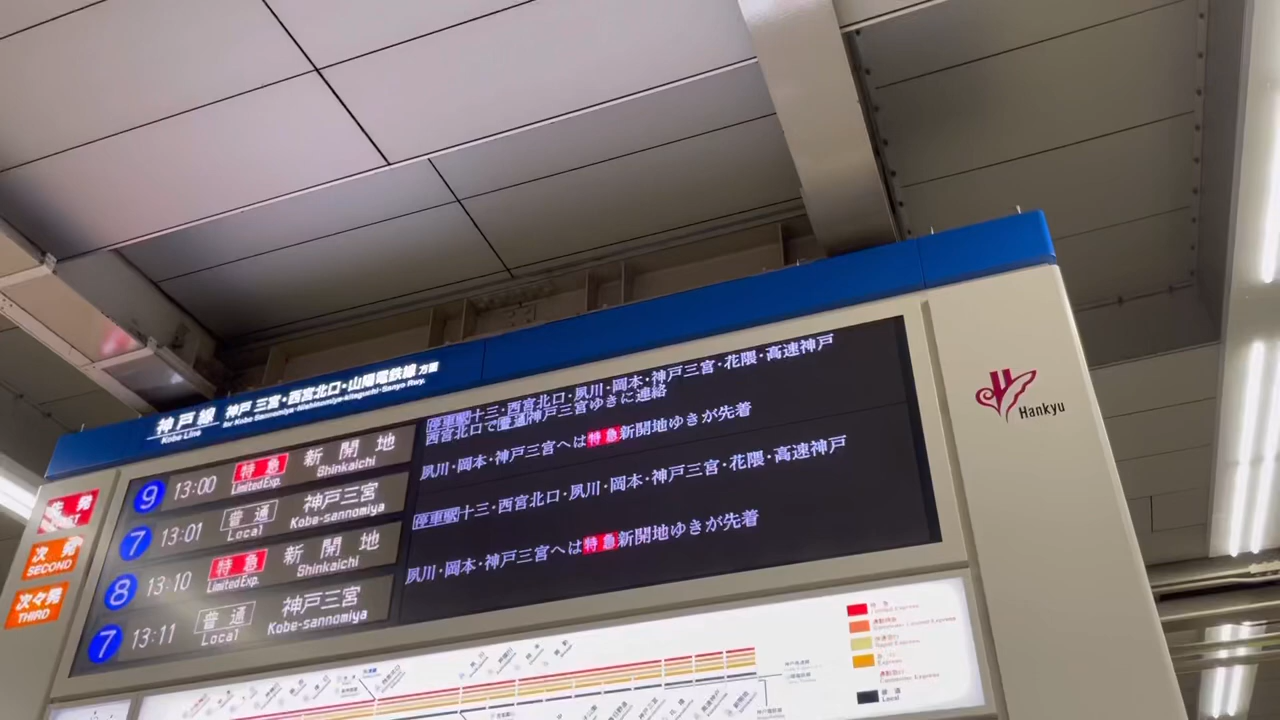 神戸線 神戸三宮・西宮北口・山陽電鉄線 方面
Kobe Line for Kobe Sannomiya・Nishinomiya-kitaguchi・Sanyo Rwy.
先発
FIRST
次発
SECOND
次々発
THIRD
9 13:00 特急 新開地
Limited Exp. Shinkaichi
停車駅 十三・西宮北口・夙川・岡本・神戸三宮・花隈・高速神戸
西宮北口で普通神戸三宮ゆきに連絡
7 13:01 普通 神戸三宮
Local Kobe-sannomiya
夙川・岡本・神戸三宮へは特急新開地ゆきが先着
8 13:10 特急 新開地
Limited Exp. Shinkaichi
停車駅 十三・西宮北口・夙川・岡本・神戸三宮・花隈・高速神戸
7 13:11 普通 神戸三宮
Local Kobe-sannomiya
夙川・岡本・神戸三宮へは特急新開地ゆきが先着
Hankyu
特急
Limited Express
普通
Local